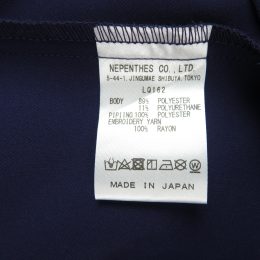 NEPENTHES CO., LTD.
5-44-1, JINGUMAE SHIBUYA, TOKYO
LQ162
BODY 89% POLYESTER
11% POLYURETHANE
PIPIING 100% POLYESTER
EMBROIDERY YARN
100% RAYON
MADE IN JAPAN